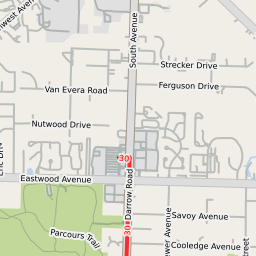 South Avenue
Strecker Drive
Van Evera Road
Ferguson Drive
Nutwood Drive
30
Eastwood Avenue
Darrow Road
30
Savoy Avenue
Parcours Trail
Cooledge Avenue